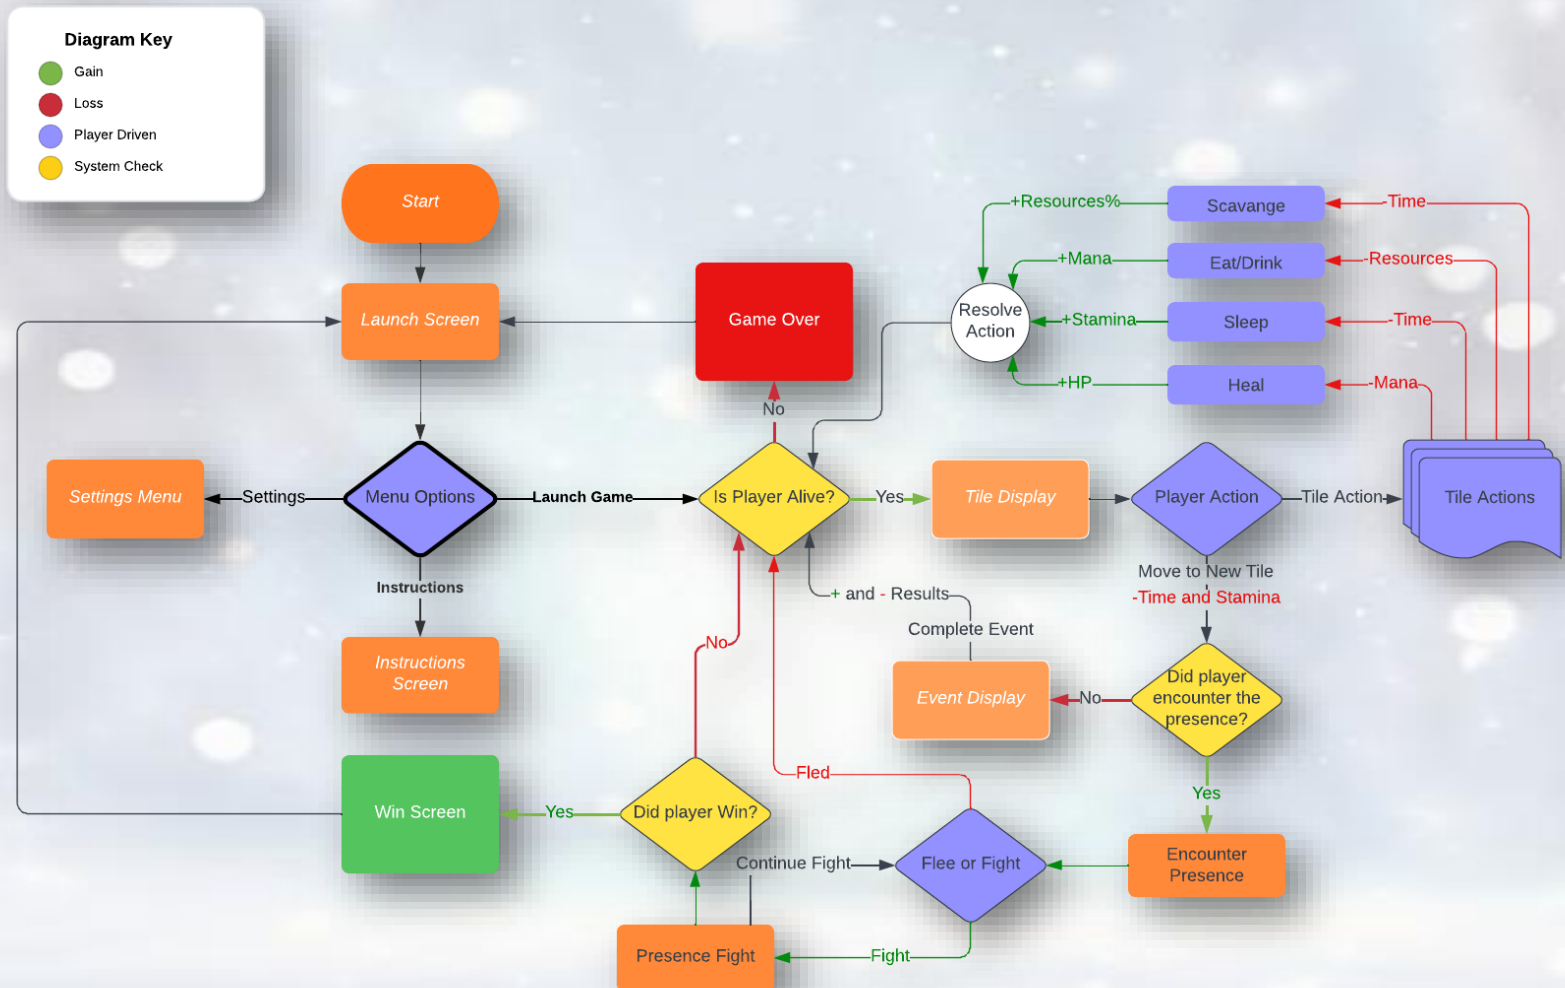 Diagram Key
Gain
Loss
Player Driven
System Check
Start
Launch Screen
Game Over
No
+Resources%
Scavange
-Time
+Mana
Eat/Drink
-Resources
Resolve
Action
+Stamina
Sleep
-Time
+HP
Heal
-Mana
Settings Menu
Settings
Menu Options
Launch Game
Is Player Alive?
Yes
Tile Display
Player Action
Tile Action
Tile Actions
Instructions
Move to New Tile
-Time and Stamina
+ and - Results
Complete Event
No
Instructions
Screen
Event Display
No
Did player
encounter the
presence?
Fled
Yes
Win Screen
Yes
Did player Win?
Continue Fight
Flee or Fight
Encounter
Presence
Presence Fight
Fight